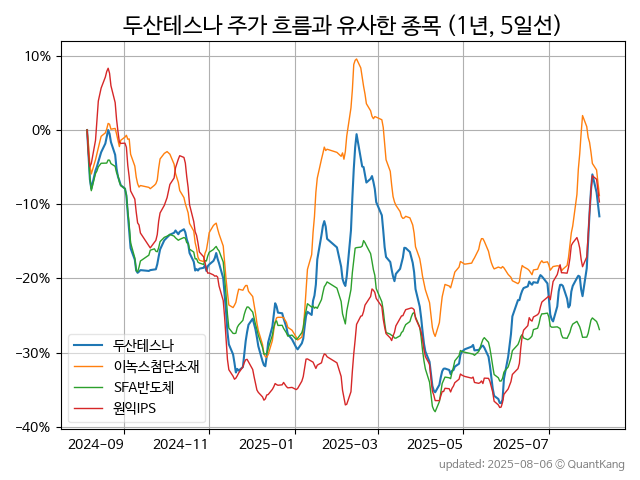 두산테스나 주가 흐름과 유사한 종목 (1년, 5일선)
10%
0%
−10%
−20%
−30%
−40%
두산테스나
이녹스첨단소재
SFA반도체
원익IPS
2024-09 2024-11 2025-01 2025-03 2025-05 2025-07
updated: 2025-08-06 © QuantKang